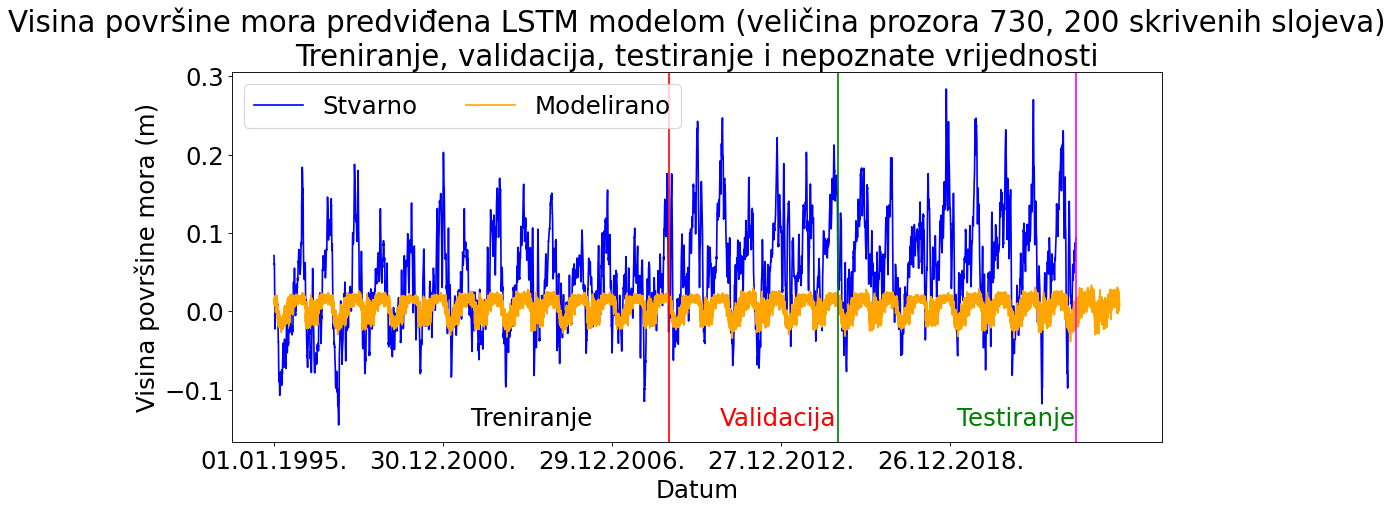 Visina površine mora predviđena LSTM modelom (veličina prozora 730, 200 skrivenih slojeva)
Treniranje, validacija, testiranje i nepoznate vrijednosti
Stvarno Modelirano
Visina površine mora (m)
0.3
0.2
0.1
0.0
−0.1
Treniranje Validacija Testiranje
01.01.1995. 30.12.2000. 29.12.2006. 27.12.2012. 26.12.2018.
Datum